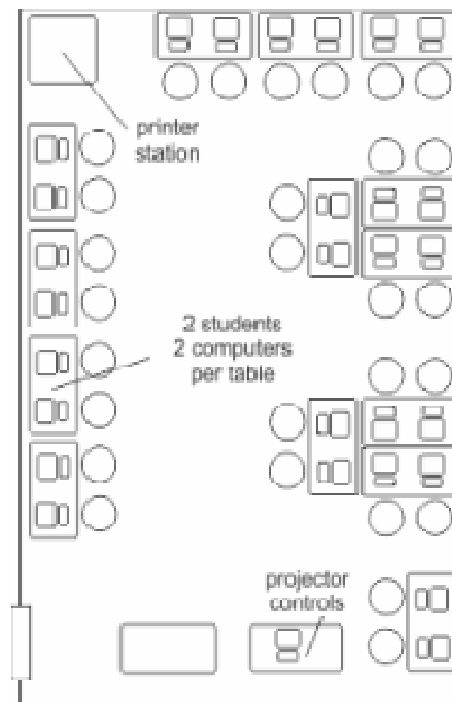 printer
station
2 students
2 computers
per table
projector
controls